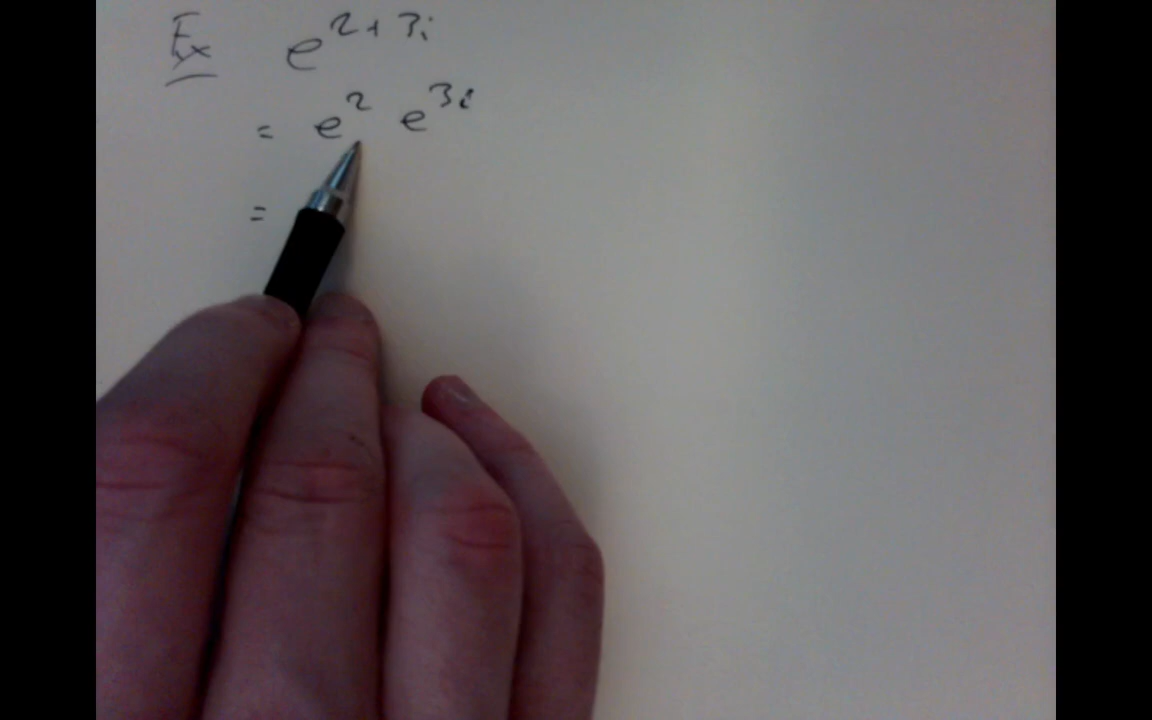 Ex e^{2+3i}
= e^2 e^{3i}
=